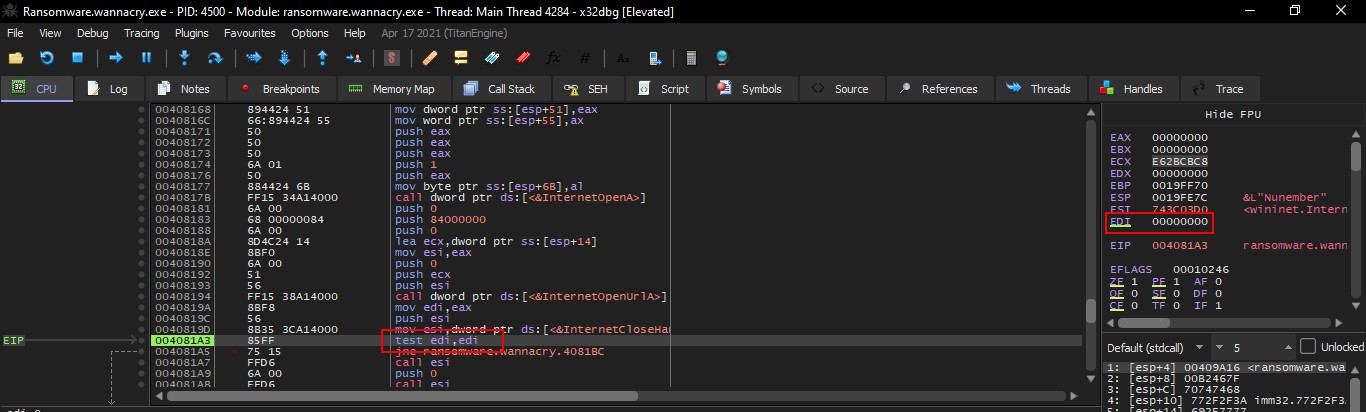 Ransomware.wannacry.exe - PID: 4500 - Module: ransomware.wannacry.exe - Thread: Main Thread 4284 - x32dbg [Elevated]
File View Debug Tracing Plugins Favourites Options Help Apr 17 2021 (TitanEngine)
CPU Log Notes Breakpoints Memory Map Call Stack SEH Script Symbols Source References Threads Handles Trace
00408168 894424 51 mov dword ptr ss:[esp+51],eax
0040816C 66:894424 55 mov word ptr ss:[esp+55],ax
00408171 50 push eax
00408172 50 push eax
00408173 50 push eax
00408174 6A 01 push 1
00408176 50 push eax
00408177 884424 6B mov byte ptr ss:[esp+6B],al
0040817B FF15 34A14000 call dword ptr ds:[<&InternetOpenA>]
00408181 6A 00 push 0
00408183 68 00000084 push 84000000
00408188 6A 00 push 0
0040818A 8D4C24 14 lea ecx,dword ptr ss:[esp+14]
0040818E 8BF0 mov esi,eax
00408190 6A 00 push 0
00408192 51 push ecx
00408193 56 push esi
00408194 FF15 38A14000 call dword ptr ds:[<&InternetOpenUrlA>]
0040819A 8BF8 mov edi,eax
0040819C 56 push esi
0040819D 8B35 3CA14000 mov esi,dword ptr ds:[<&InternetCloseHan
EIP 004081A3 85FF test edi,edi
004081A5 75 15 jne ransomware.wannacry.4081BC
004081A7 FFD6 call esi
004081A9 6A 00 push 0
004081AB FFD6 call esi
Hide FPU
EAX 00000000
EBX 00000000
ECX E62BCBC8
EDX 00000000
EBP 0019FF70
ESP 0019FE7C &L"Nunember"
ESI 743C03D0 <wininet.Intern
EDI 00000000
EIP 004081A3 ransomware.wann
EFLAGS 00010246
ZF 1 PF 1 AF 0
OF 0 SF 0 DF 0
CF 0 TF 0 IF 1
Default (stdcall) 5 Unlocked
1: [esp+4] 00409A16 <ransomware.wa
2: [esp+8] 00B2467F
3: [esp+C] 70747468
4: [esp+10] 772F2F3A imm32.772F2F3A